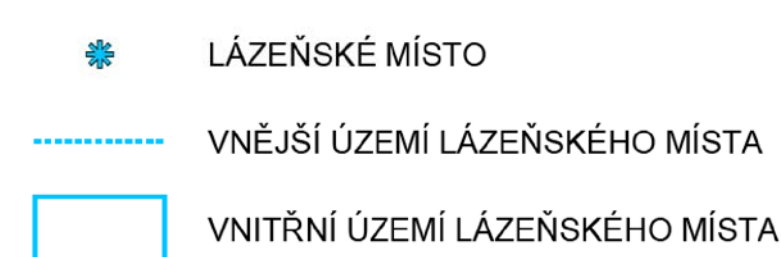 LÁZEŇSKÉ MÍSTO
VNĚJŠÍ ÚZEMÍ LÁZEŇSKÉHO MÍSTA
VNITŘNÍ ÚZEMÍ LÁZEŇSKÉHO MÍSTA